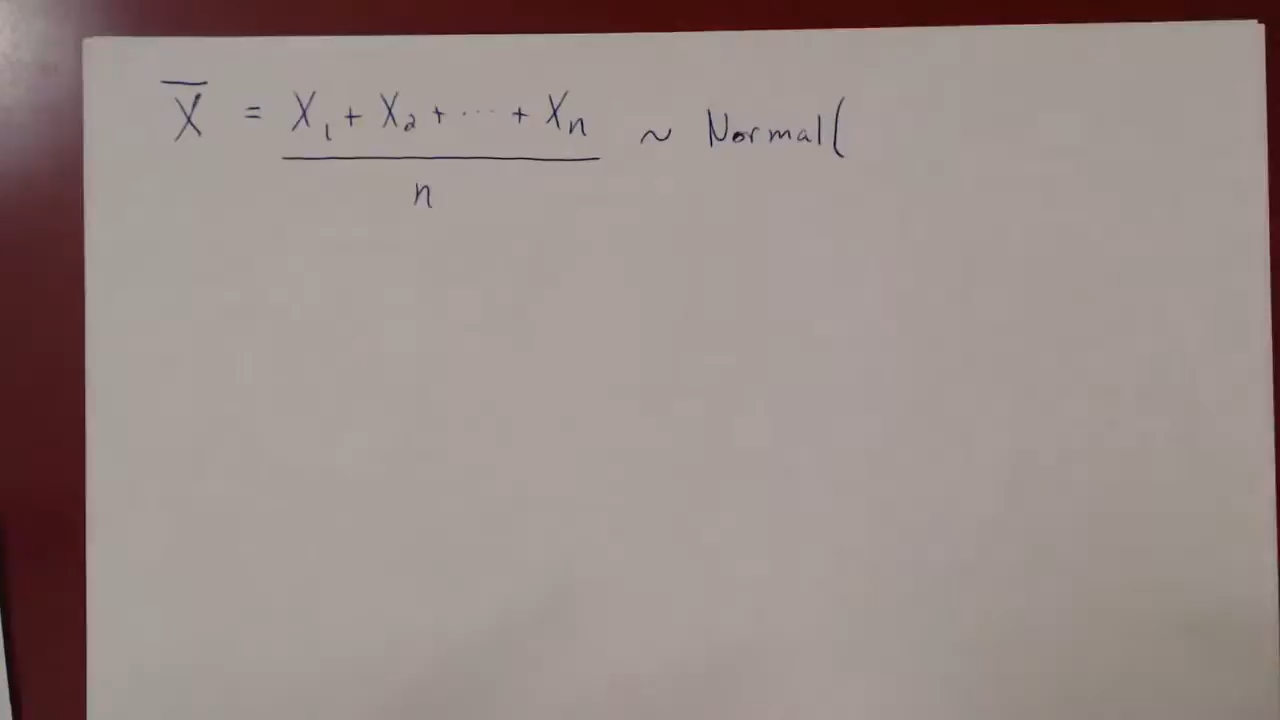 X̄ = X₁ + X₂ + ··· + Xₙ ~ Normal(
n